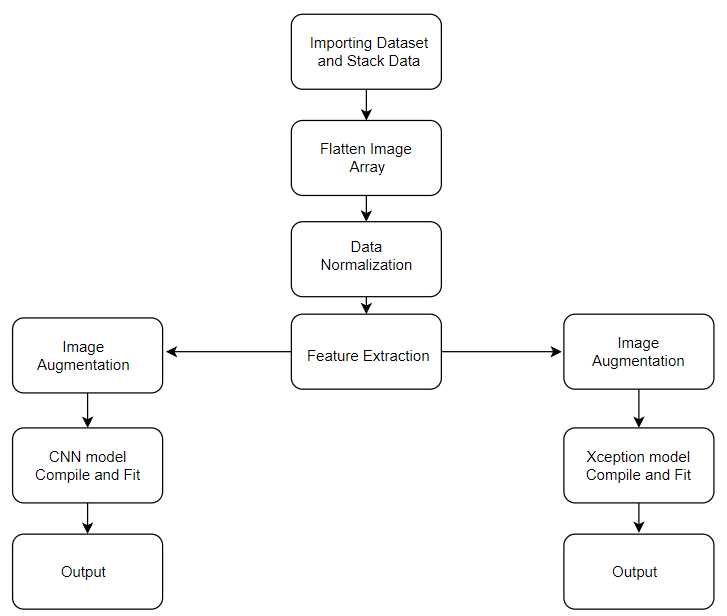 Importing Dataset
and Stack Data
Flatten Image
Array
Data
Normalization
Feature Extraction
Image
Augmentation
CNN model
Compile and Fit
Output
Image
Augmentation
Xception model
Compile and Fit
Output